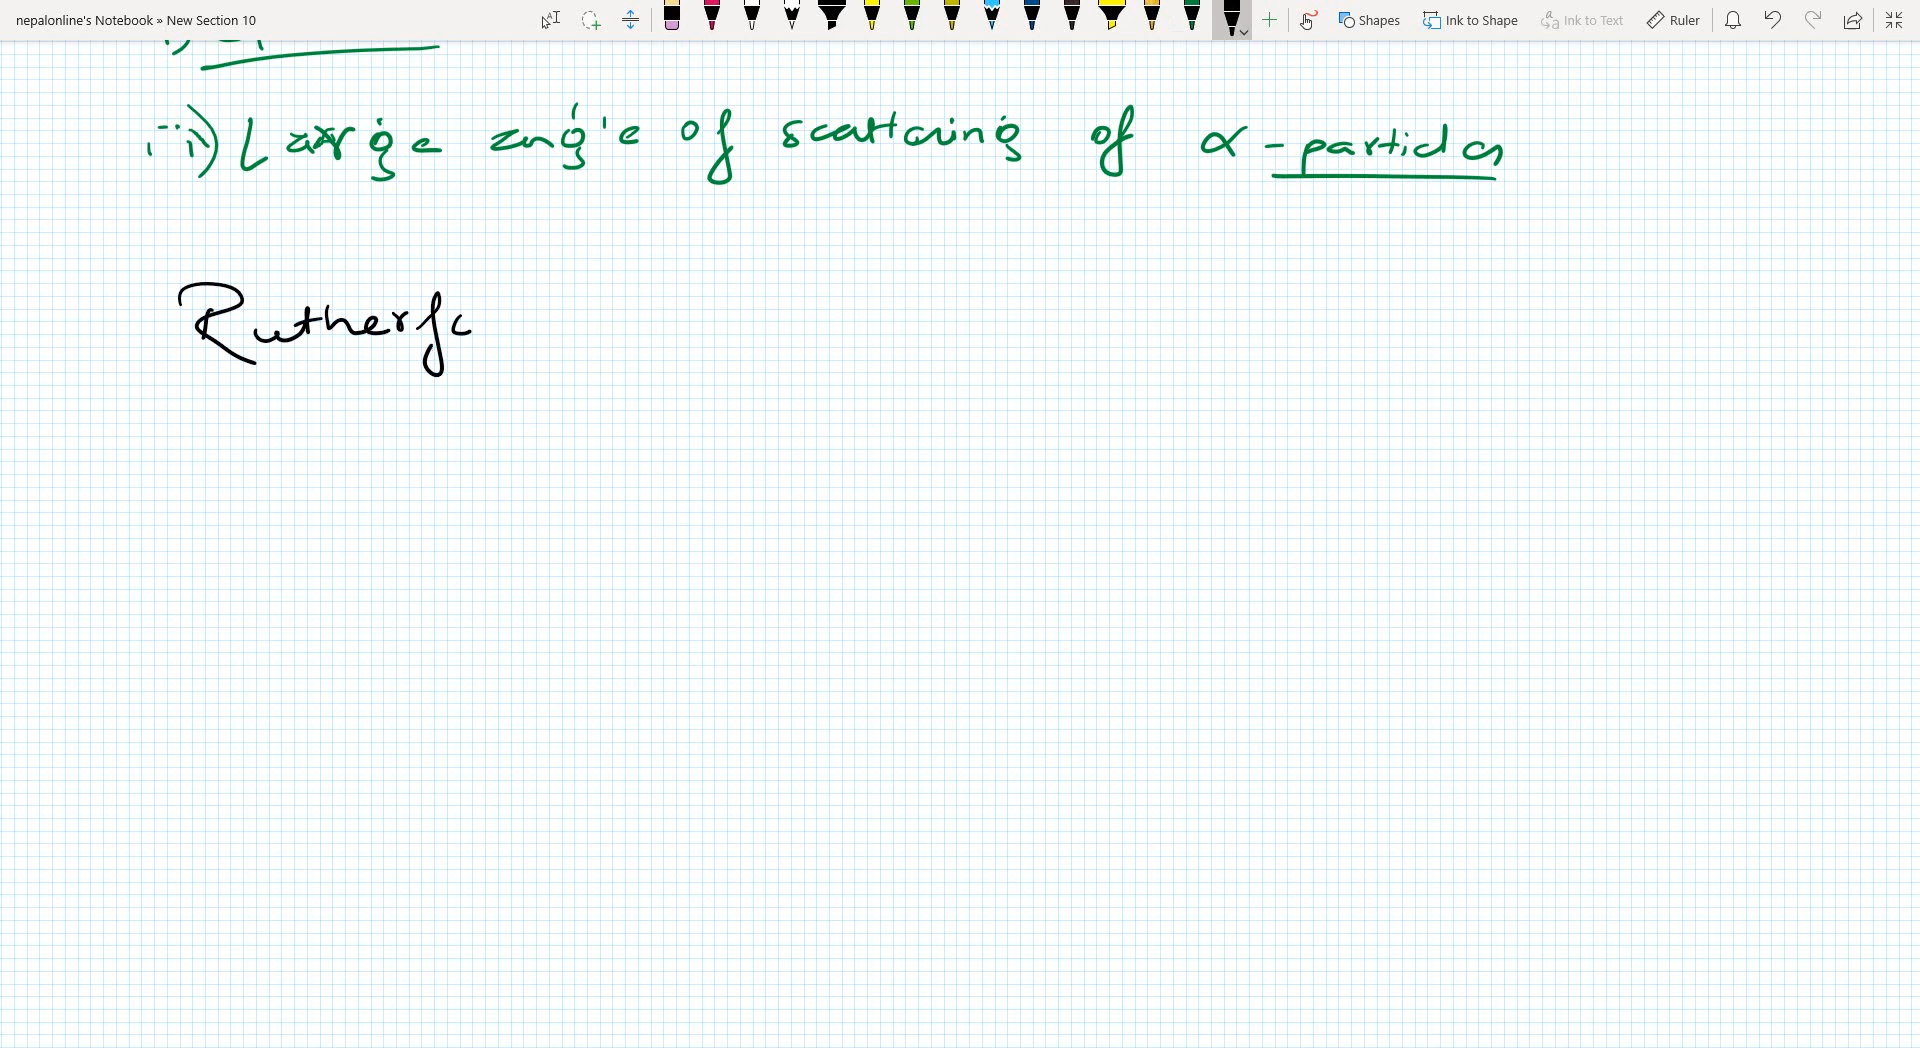 nepalonline's Notebook » New Section 10
Shapes
Ink to Shape
Ink to Text
Ruler
ii) Large angle of scattering of α-particles
Rutherfo